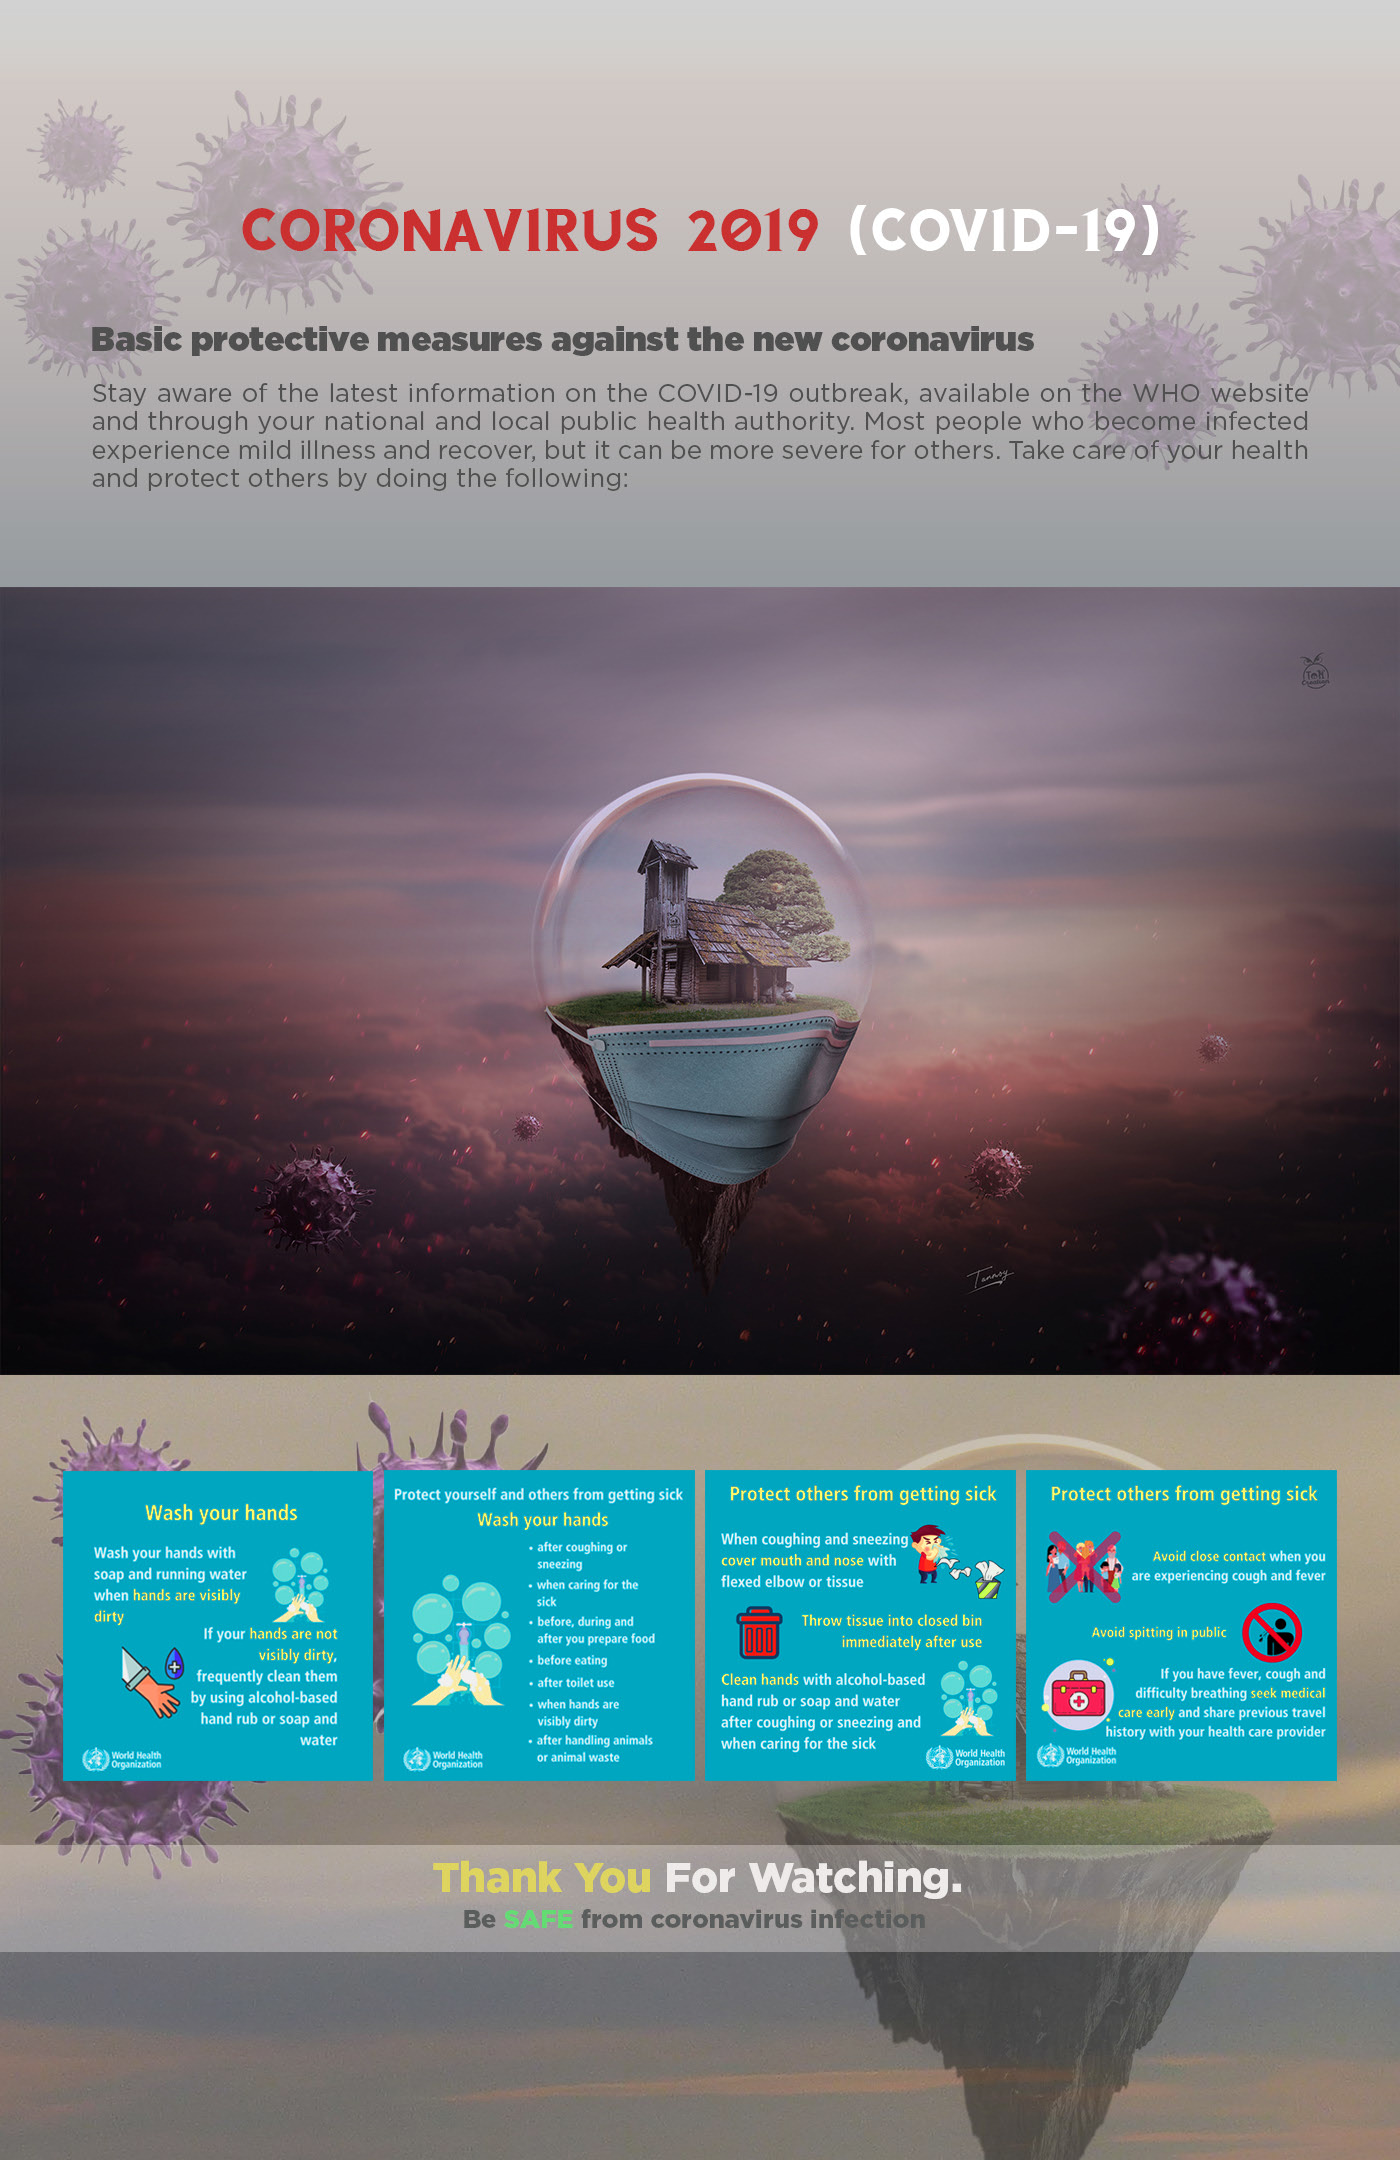 CORONAVIRUS 2019 (COVID-19)
Basic protective measures against the new coronavirus
Stay aware of the latest information on the COVID-19 outbreak, available on the WHO website
and through your national and local public health authority. Most people who become infected
experience mild illness and recover, but it can be more severe for others. Take care of your health
and protect others by doing the following:
Tannoy
Wash your hands
Wash your hands with
soap and running water
when hands are visibly
dirty
If your hands are not
visibly dirty,
frequently clean them
by using alcohol-based
hand rub or soap and
water
World Health
Organization
Protect yourself and others from getting sick
Wash your hands
• after coughing or
sneezing
• when caring for the
sick
• before, during and
after you prepare food
• before eating
• after toilet use
• when hands are
visibly dirty
• after handling animals
or animal waste
World Health
Organization
Protect others from getting sick
When coughing and sneezing
cover mouth and nose with
flexed elbow or tissue
Throw tissue into closed bin
immediately after use
Clean hands with alcohol-based
hand rub or soap and water
after coughing or sneezing and
when caring for the sick
World Health
Organization
Protect others from getting sick
Avoid close contact when you
are experiencing cough and fever
Avoid spitting in public
If you have fever, cough and
difficulty breathing seek medical
care early and share previous travel
history with your health care provider
World Health
Organization
Thank You For Watching.
Be SAFE from coronavirus infection